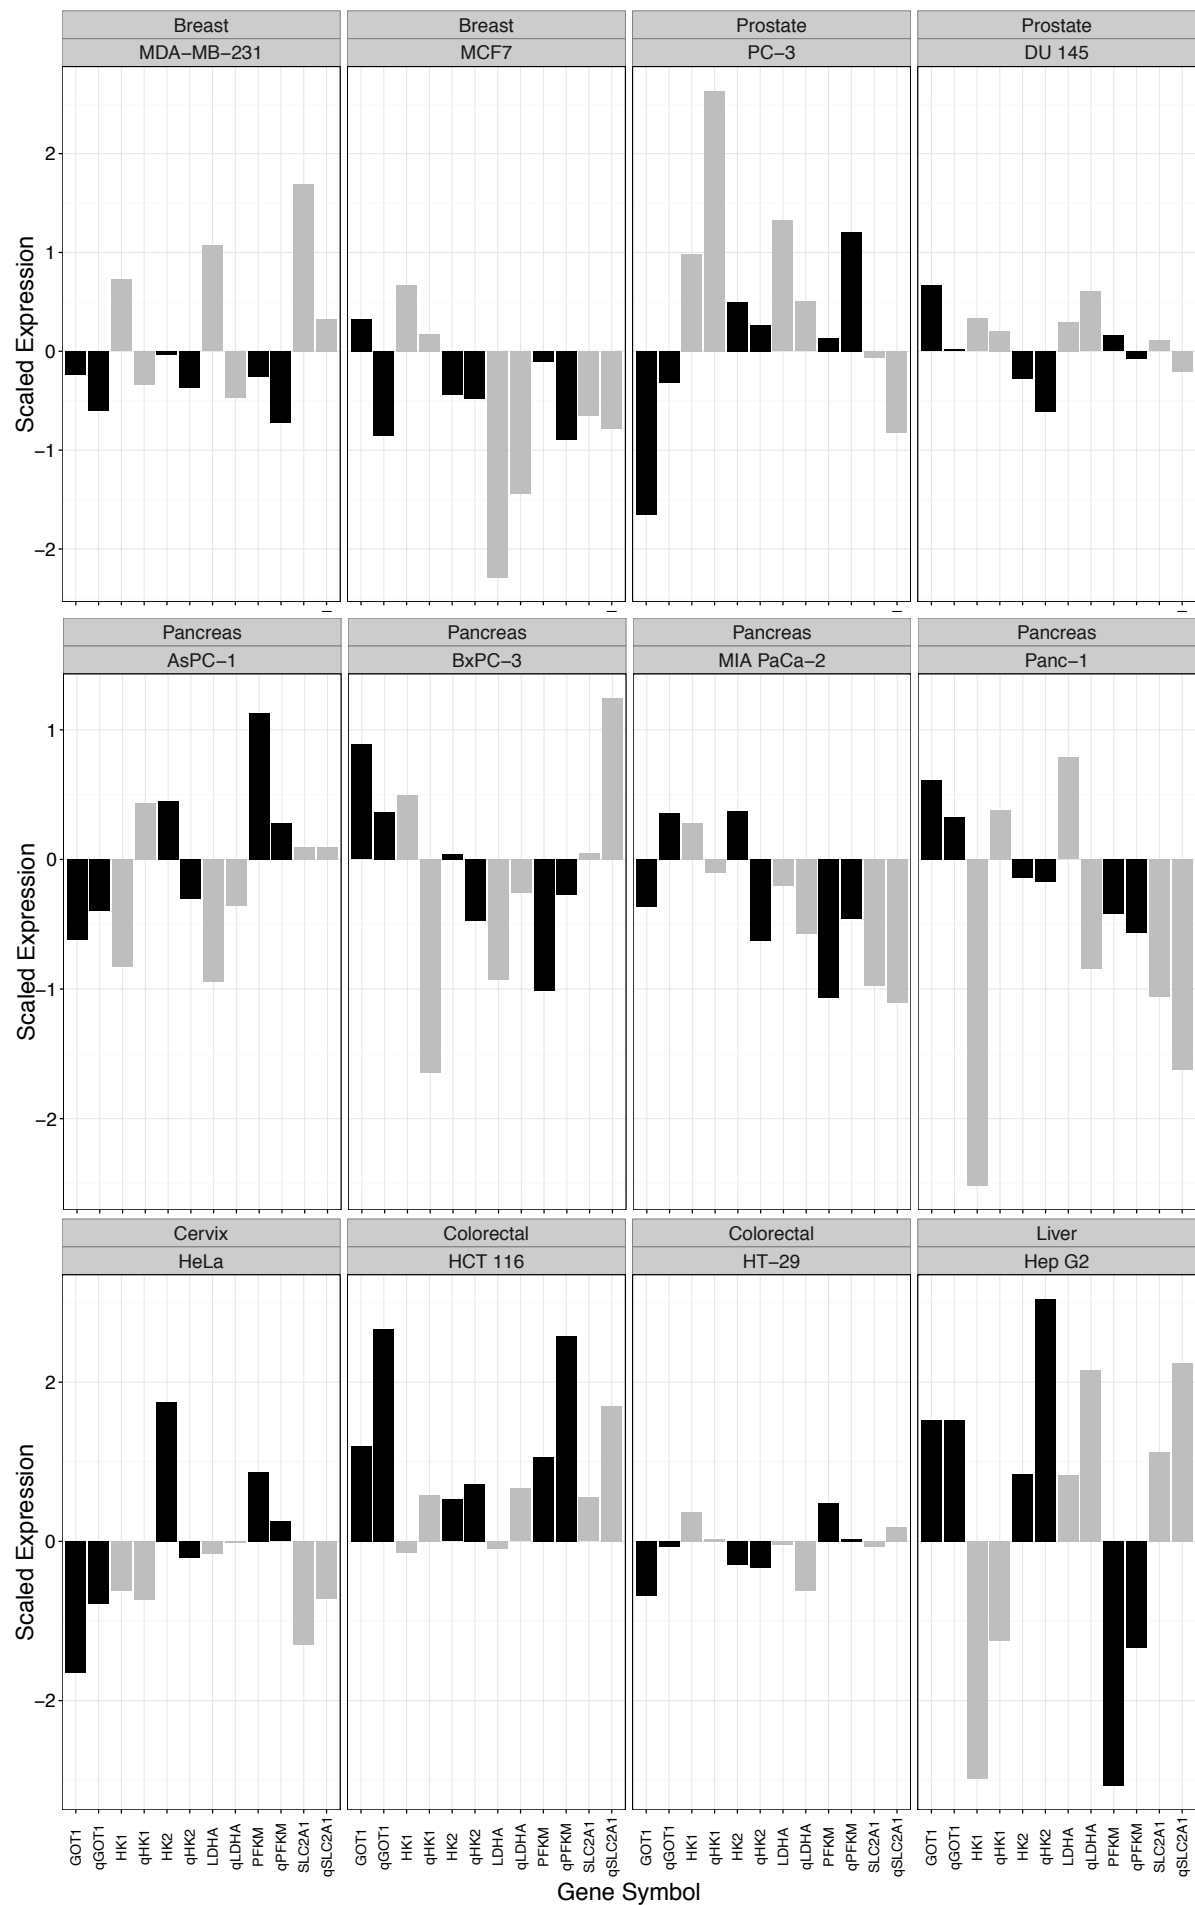 Breast Breast Prostate Prostate
MDA−MB−231 MCF7 PC−3 DU 145
2
1
0
−1
−2
Scaled Expression
Pancreas Pancreas Pancreas Pancreas
AsPC−1 BxPC−3 MIA PaCa−2 Panc−1
1
0
−1
−2
Scaled Expression
Cervix Colorectal Colorectal Liver
HeLa HCT 116 HT−29 Hep G2
2
0
−2
Scaled Expression
GOT1 qGOT1 HK1 qHK1 HK2 qHK2 LDHA qLDHA PFKM qPFKM SLC2A1 qSLC2A1 GOT1 qGOT1 HK1 qHK1 HK2 qHK2 LDHA qLDHA PFKM qPFKM SLC2A1 qSLC2A1 GOT1 qGOT1 HK1 qHK1 HK2 qHK2 LDHA qLDHA PFKM qPFKM SLC2A1 qSLC2A1 GOT1 qGOT1 HK1 qHK1 HK2 qHK2 LDHA qLDHA PFKM qPFKM SLC2A1 qSLC2A1
Gene Symbol